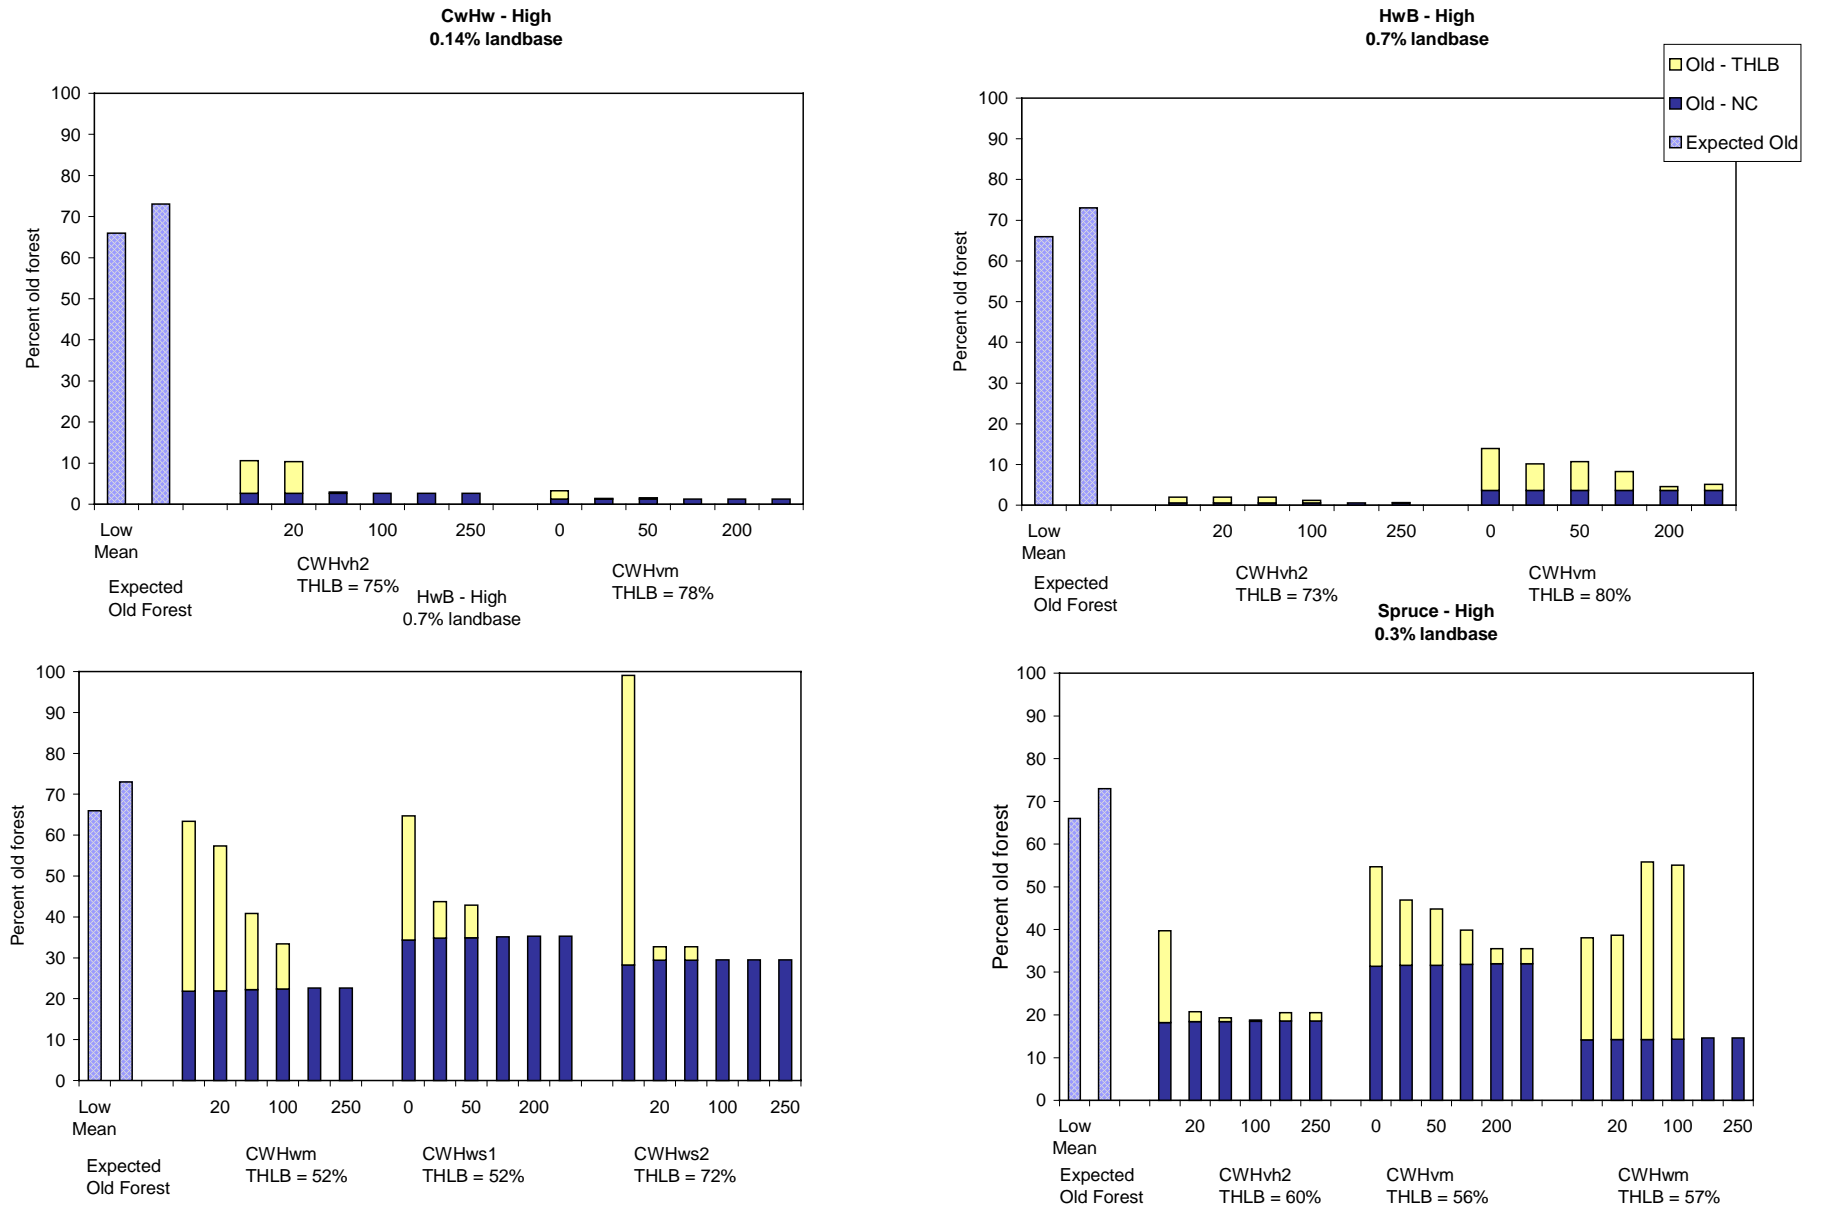 CwHw - High
0.14% landbase
100
90
80
70
60
50
40
30
20
10
0
Percent old forest
Low
Mean
20
100
250
0
50
200
Expected
Old Forest
CWHvh2
THLB = 75%
CWHvm
THLB = 78%
HwB - High
0.7% landbase
Old - THLB
Old - NC
Expected Old
100
90
80
70
60
50
40
30
20
10
0
Percent old forest
Low
Mean
20
100
250
0
50
200
Expected
Old Forest
CWHvh2
THLB = 73%
CWHvm
THLB = 80%
HwB - High
0.7% landbase
100
90
80
70
60
50
40
30
20
10
0
Percent old forest
Low
Mean
20
100
250
0
50
200
20
100
250
Expected
Old Forest
CWHwm
THLB = 52%
CWHws1
THLB = 52%
CWHws2
THLB = 72%
Spruce - High
0.3% landbase
100
90
80
70
60
50
40
30
20
10
0
Percent old forest
Low
Mean
20
100
250
0
50
200
20
100
250
Expected
Old Forest
CWHvh2
THLB = 60%
CWHvm
THLB = 56%
CWHwm
THLB = 57%